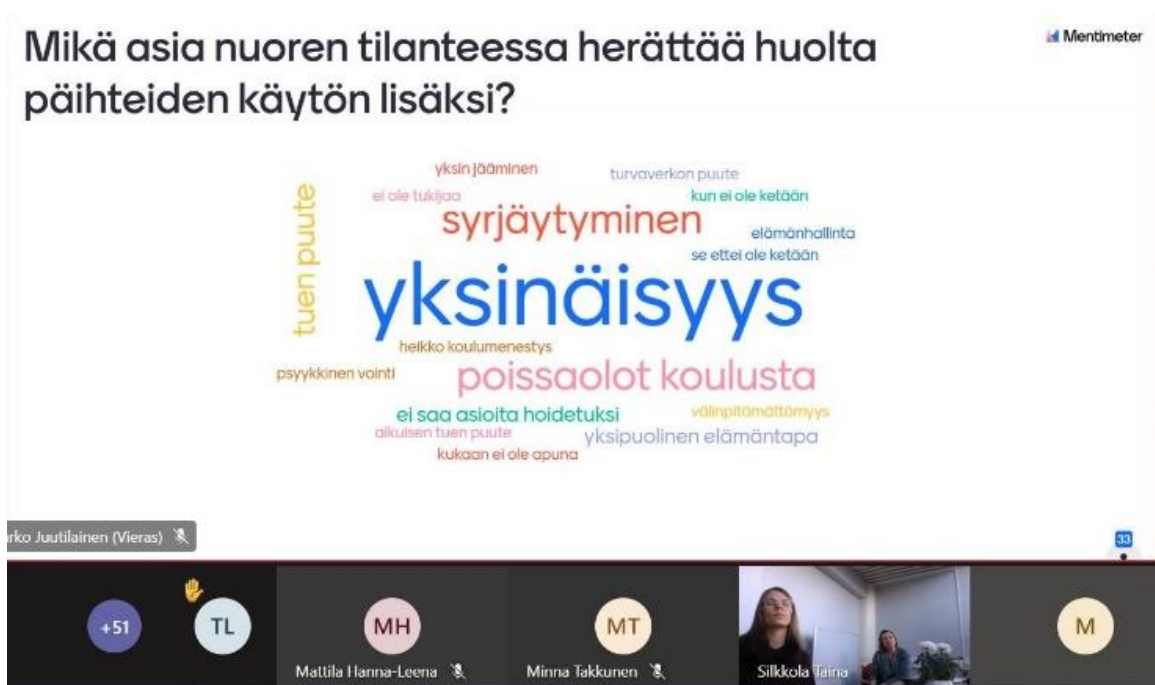 Mikä asia nuoren tilanteessa herättää huolta
päihteiden käytön lisäksi?
Mentimeter
yksin jääminen
turvaverkon puute
ei ole tukijaa
kun ei ole ketään
tuen puute
syrjäytyminen
elämänhallinta
se ettei ole ketään
yksinäisyys
heikko koulumenestys
psyykkinen vointi
poissaolot koulusta
ei saa asioita hoidetuksi
välinpitämättömyys
aikuisen tuen puute
yksipuolinen elämäntapa
kukaan ei ole apuna
rko Juutilainen (Vieras)
33
+51
TL
MH
MT
M
Mattila Hanna-Leena
Minna Takkunen
Silkkola Taina